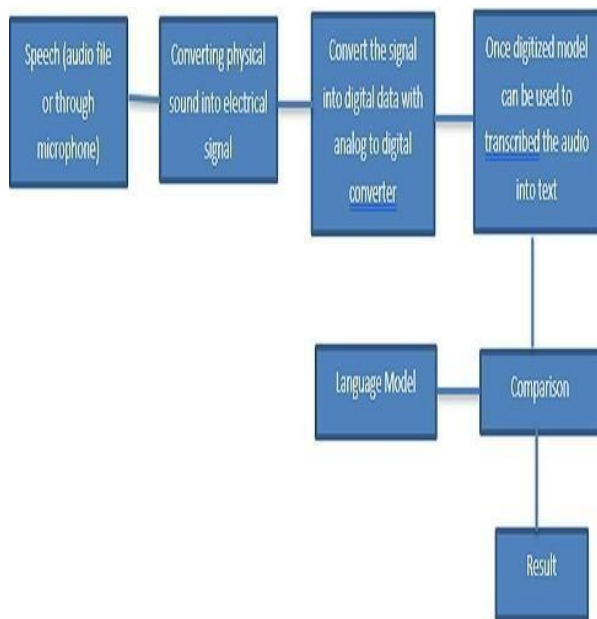 Speech (audio file
or through
microphone)
Converting physical
sound into electrical
signal
Convert the signal
into digital data with
analog to digital
converter
Once digitized model
can be used to
transcribed the audio
into text
Language Model
Comparison
Result